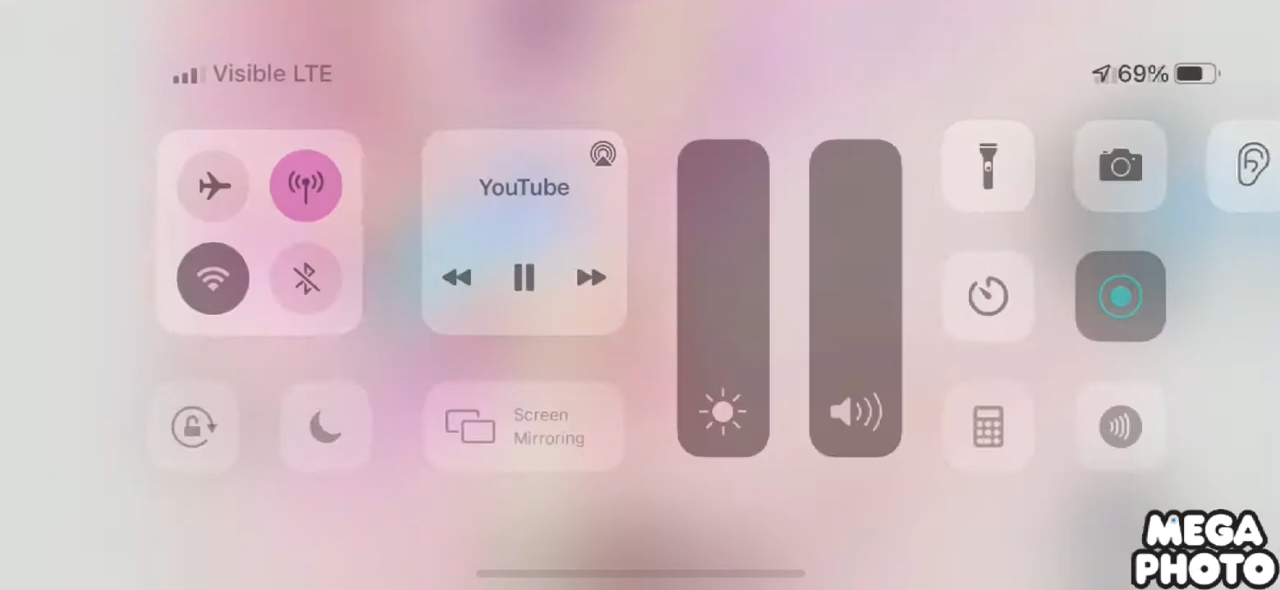 Visible LTE
69%
YouTube
Screen
Mirroring
MEGA
PHOTO